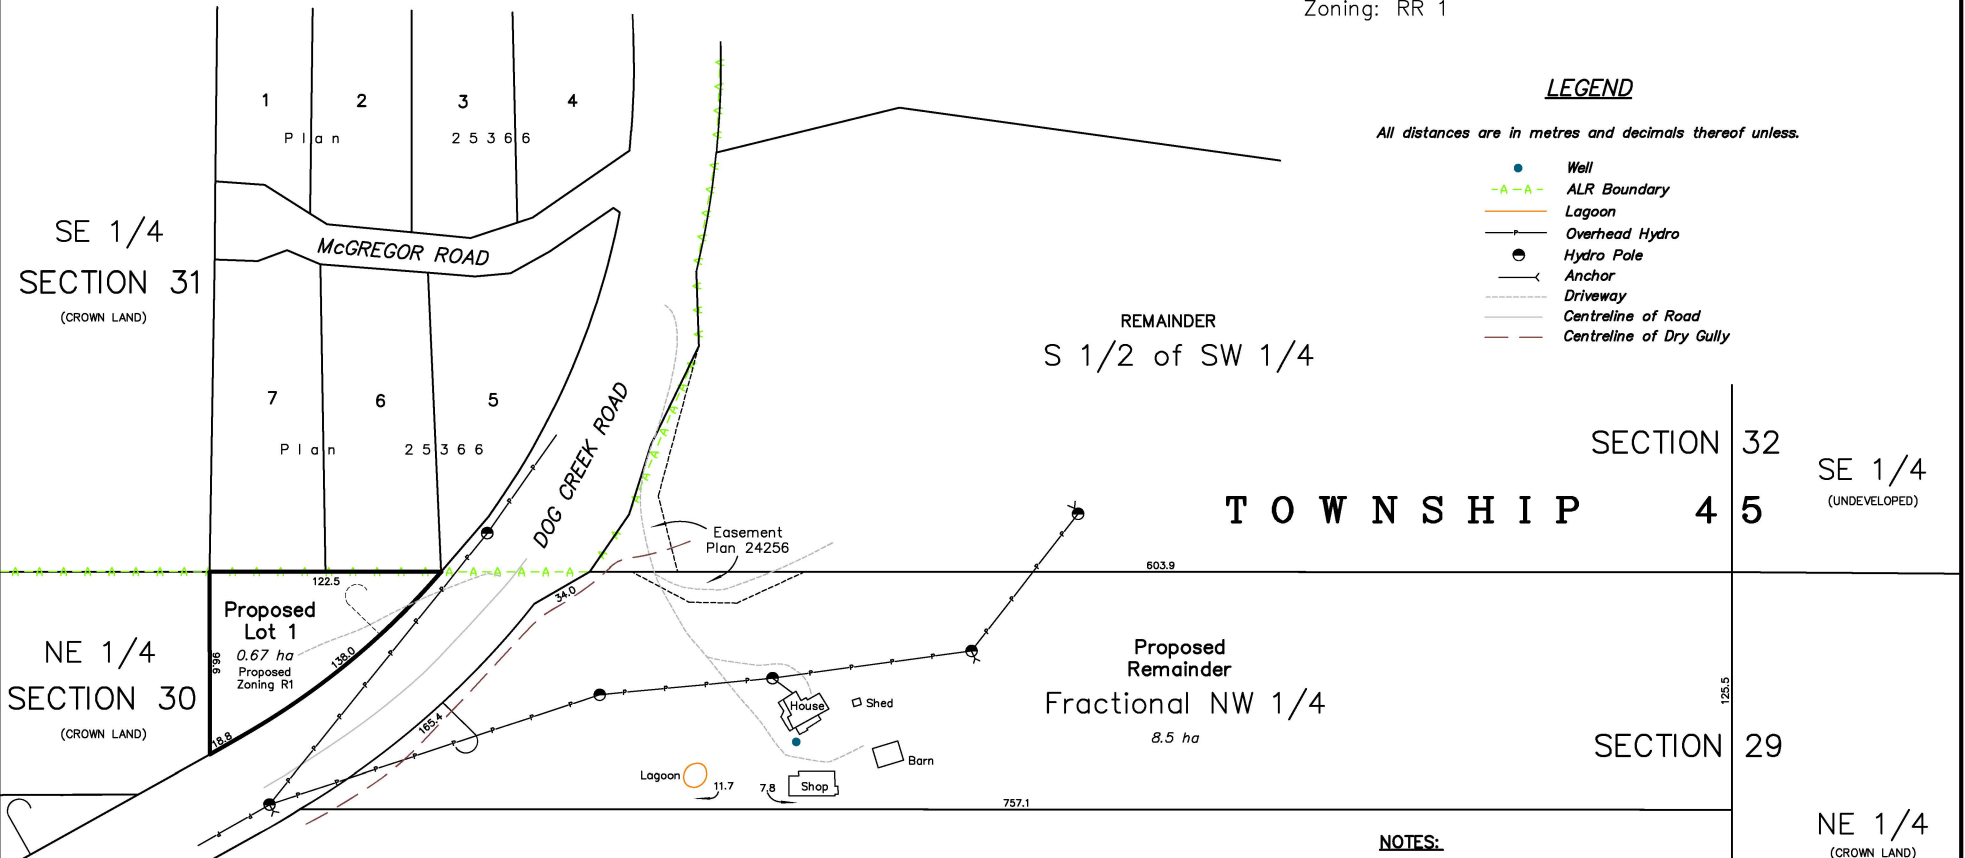 Zoning: RR 1
LEGEND
All distances are in metres and decimals thereof unless.
Well
A A ALR Boundary
Lagoon
Overhead Hydro
Hydro Pole
Anchor
Driveway
Centreline of Road
Centreline of Dry Gully
1 2 3 4
Plan 25366
SE 1/4
SECTION 31
(CROWN LAND)
McGREGOR ROAD
7 6 5
Plan 25366
DOG CREEK ROAD
REMAINDER
S 1/2 of SW 1/4
SECTION 32
SE 1/4
(UNDEVELOPED)
TOWNSHIP 45
Easement
Plan 24256
122.5
603.9
34.0
Proposed
Lot 1
0.67 ha
Proposed
Zoning R1
96.6
138.0
18.8
165.4
NE 1/4
SECTION 30
(CROWN LAND)
Proposed
Remainder
Fractional NW 1/4
8.5 ha
125.5
SECTION 29
House
Shed
Barn
Lagoon
11.7
7.8
Shop
757.1
NOTES:
NE 1/4
(CROWN LAND)